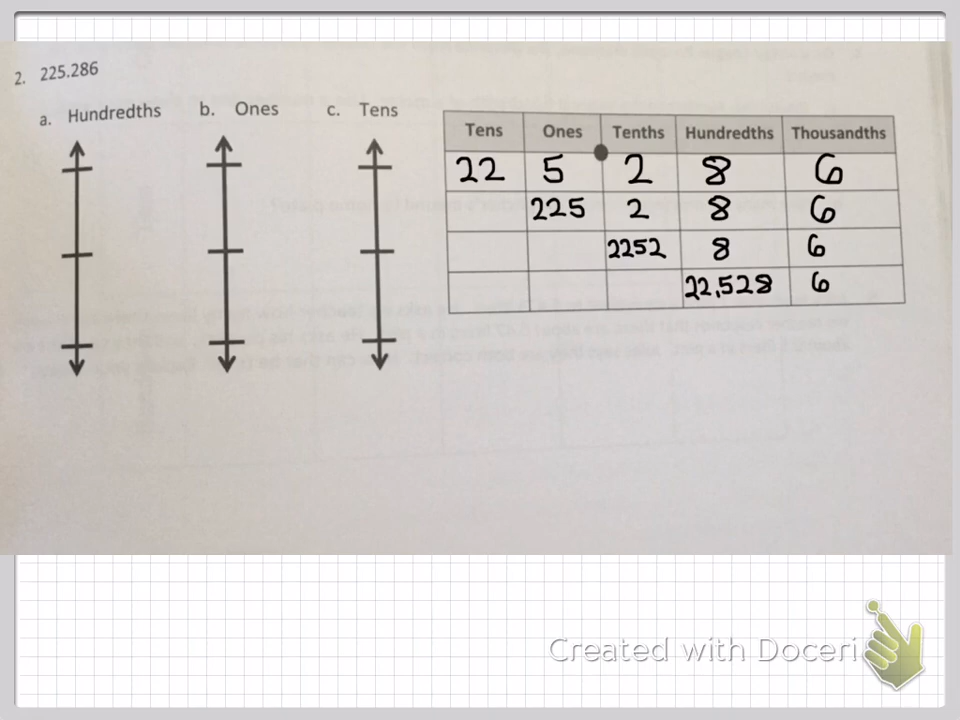 2. 225.286
a. Hundredths b. Ones c. Tens
Tens Ones Tenths Hundredths Thousandths
22 5 2 8 6
225 2 8 6
2252 8 6
22,528 6
Created with Doceri